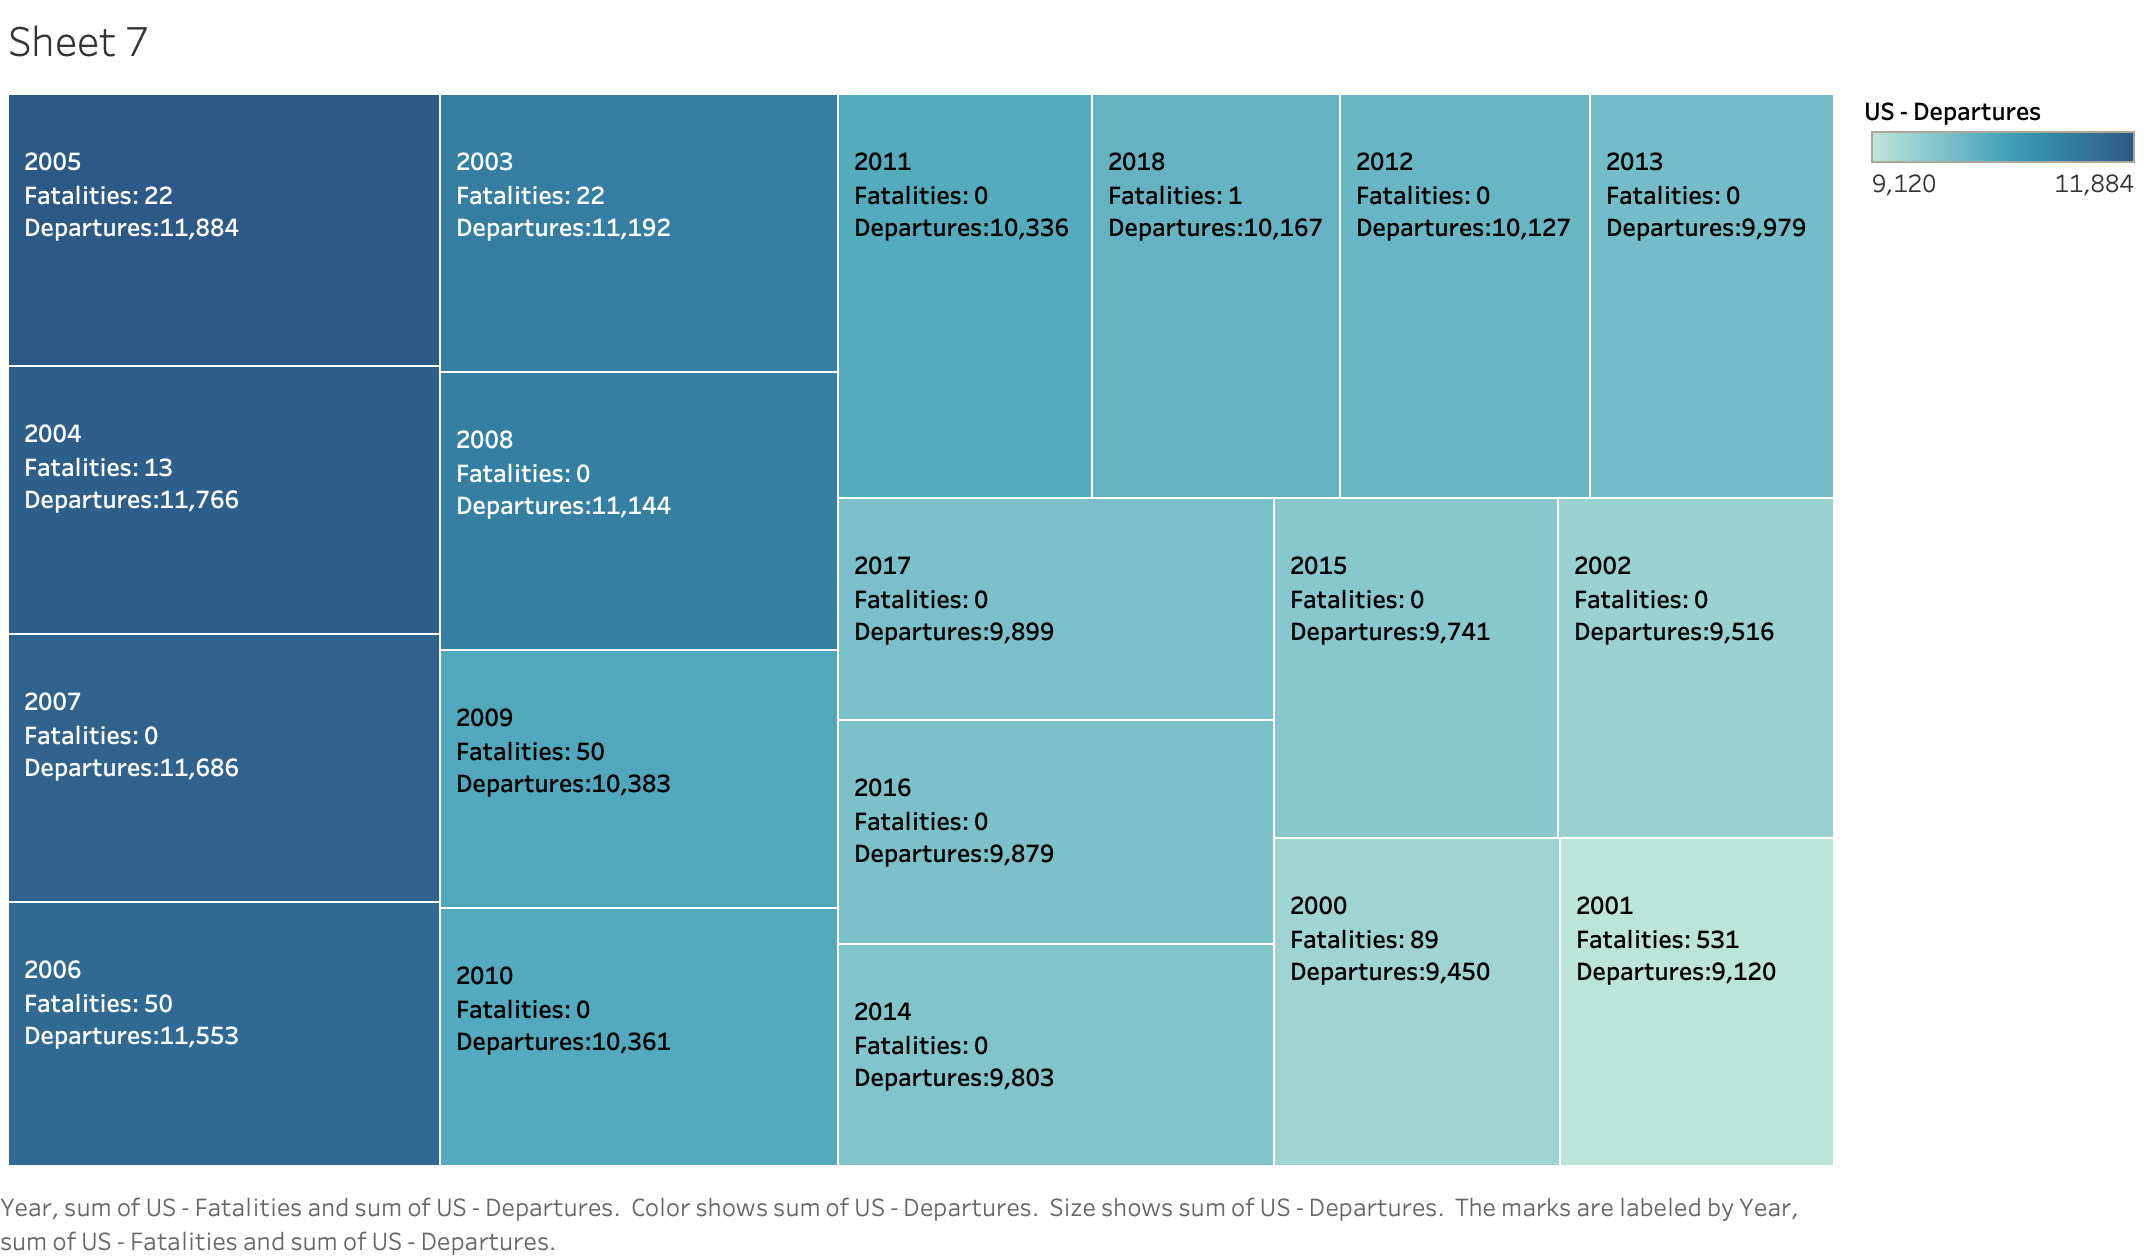 Sheet 7
2005
Fatalities: 22
Departures:11,884
2004
Fatalities: 13
Departures:11,766
2007
Fatalities: 0
Departures:11,686
2006
Fatalities: 50
Departures:11,553
2003
Fatalities: 22
Departures:11,192
2008
Fatalities: 0
Departures:11,144
2009
Fatalities: 50
Departures:10,383
2010
Fatalities: 0
Departures:10,361
2011
Fatalities: 0
Departures:10,336
2018
Fatalities: 1
Departures:10,167
2012
Fatalities: 0
Departures:10,127
2013
Fatalities: 0
Departures:9,979
2017
Fatalities: 0
Departures:9,899
2016
Fatalities: 0
Departures:9,879
2014
Fatalities: 0
Departures:9,803
2015
Fatalities: 0
Departures:9,741
2002
Fatalities: 0
Departures:9,516
2000
Fatalities: 89
Departures:9,450
2001
Fatalities: 531
Departures:9,120
US - Departures
9,120 11,884
Year, sum of US - Fatalities and sum of US - Departures.  Color shows sum of US - Departures.  Size shows sum of US - Departures.  The marks are labeled by Year,
sum of US - Fatalities and sum of US - Departures.